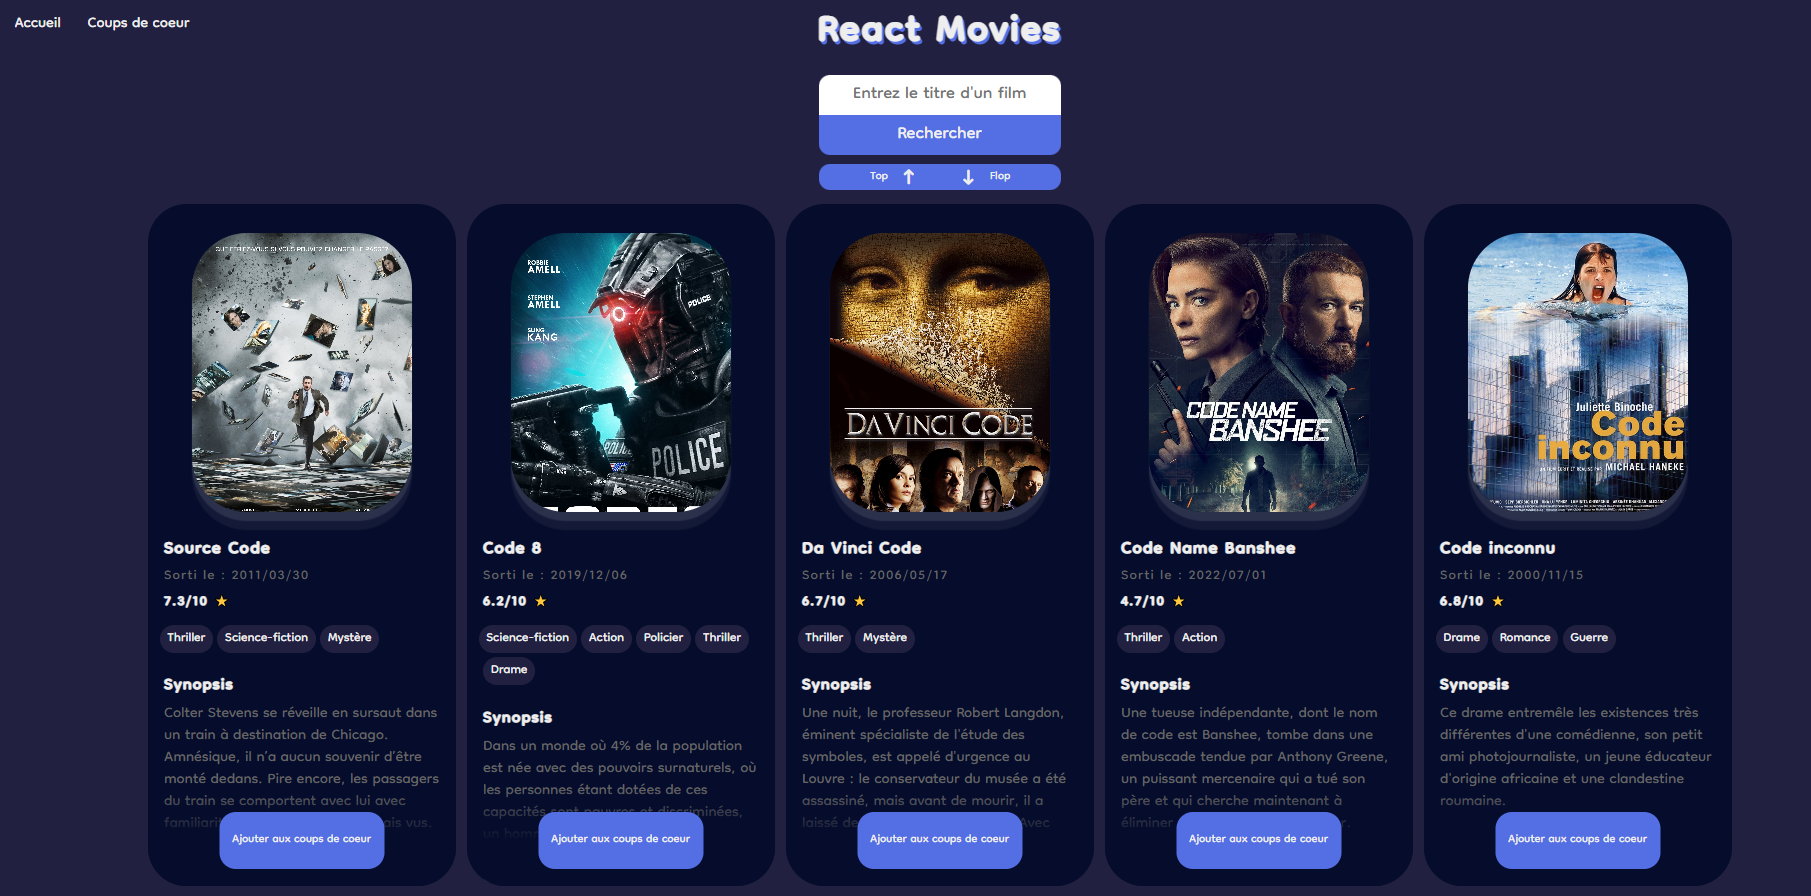 Accueil Coups de coeur
React Movies
Entrez le titre d'un film
Rechercher
Top ↑ ↓ Flop
ROBBIE
AMELL
STEPHEN
AMELL
SUNG
KANG
POLICE
POLICE
DA VINCI CODE
CODE NAME
BANSHEE
Juliette Binoche
Code
inconnu
MICHAEL HANEKE
Source Code
Sorti le : 2011/03/30
7.3/10 ★
Thriller Science-fiction Mystère
Synopsis
Colter Stevens se réveille en sursaut dans
un train à destination de Chicago.
Amnésique, il n'a aucun souvenir d'être
monté dedans. Pire encore, les passagers
du train se comportent avec lui avec
vus.
Ajouter aux coups de coeur
Code 8
Sorti le : 2019/12/06
6.2/10 ★
Science-fiction Action Policier Thriller
Drame
Synopsis
Dans un monde où 4% de la population
est née avec des pouvoirs surnaturels, où
les personnes étant dotées de ces
capacités sont pauvres et discriminées,
un
Ajouter aux coups de coeur
Da Vinci Code
Sorti le : 2006/05/17
6.7/10 ★
Thriller Mystère
Synopsis
Une nuit, le professeur Robert Langdon,
éminent spécialiste de l'étude des
symboles, est appelé d'urgence au
Louvre : le conservateur du musée a été
assassiné, mais avant de mourir, il a
laissé Avec
Ajouter aux coups de coeur
Code Name Banshee
Sorti le : 2022/07/01
4.7/10 ★
Thriller Action
Synopsis
Une tueuse indépendante, dont le nom
de code est Banshee, tombe dans une
embuscade tendue par Anthony Greene,
un puissant mercenaire qui a tué son
père et qui cherche maintenant à
éliminer
Ajouter aux coups de coeur
Code inconnu
Sorti le : 2000/11/15
6.8/10 ★
Drame Romance Guerre
Synopsis
Ce drame entremêle les existences très
différentes d'une comédienne, son petit
ami photojournaliste, un jeune éducateur
d'origine africaine et une clandestine
roumaine.
Ajouter aux coups de coeur